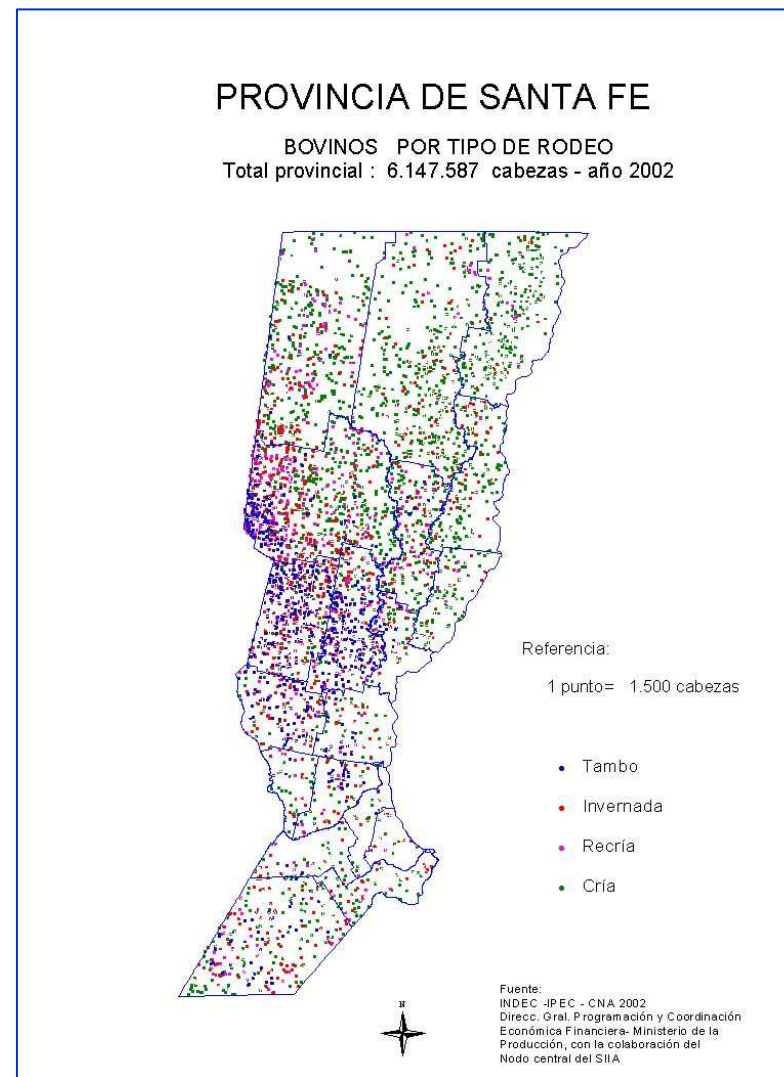 PROVINCIA DE SANTA FE
BOVINOS POR TIPO DE RODEO
Total provincial : 6.147.587 cabezas - año 2002
Referencia:
1 punto= 1.500 cabezas
Tambo
Invernada
Recría
Cría
N
Fuente:
INDEC -IPEC - CNA 2002
Direcc. Gral. Programación y Coordinación
Económica Financiera- Ministerio de la
Producción, con la colaboración del
Nodo central del SIIA